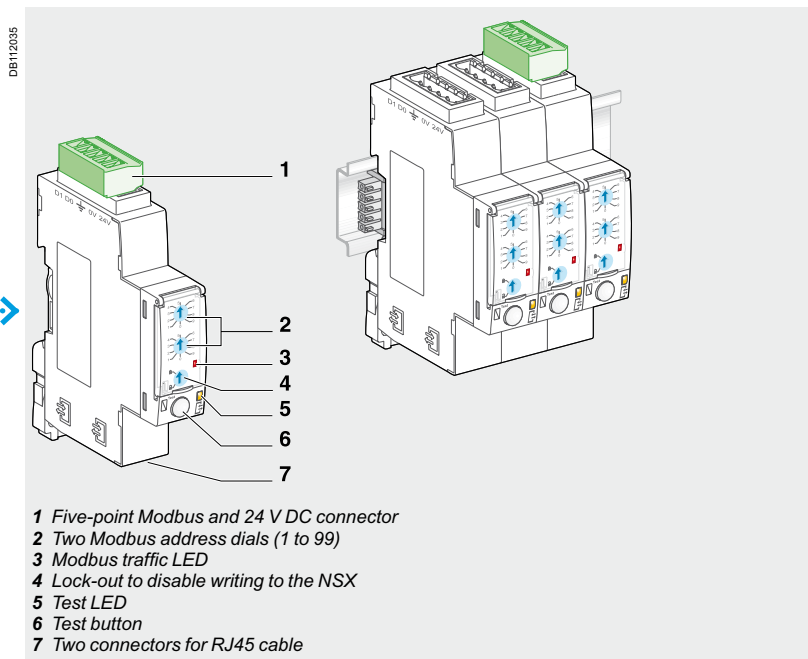 DB112035
D1 D0 ⏚ 0V 24V
1
2
3
4
5
6
7
D1 D0 ⏚ 0V 24V
1 Five-point Modbus and 24 V DC connector
2 Two Modbus address dials (1 to 99)
3 Modbus traffic LED
4 Lock-out to disable writing to the NSX
5 Test LED
6 Test button
7 Two connectors for RJ45 cable